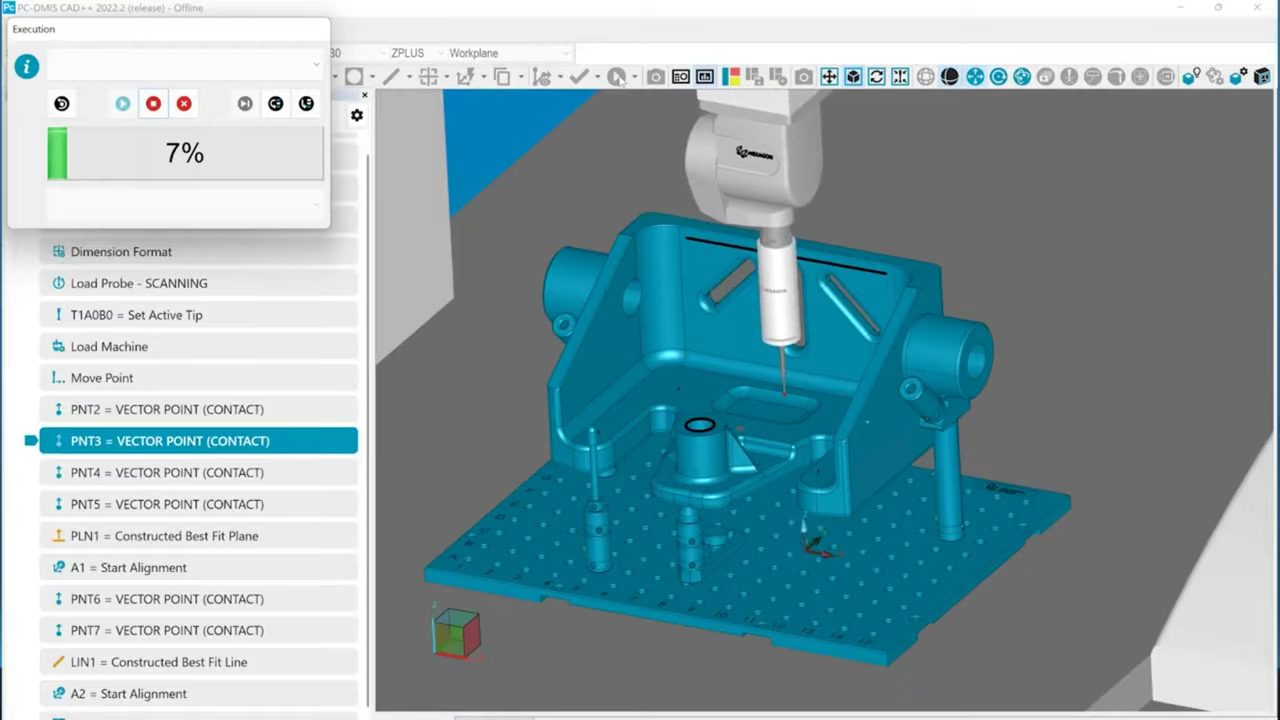 PC-DMIS CAD++ 2022.2 (release) - Offline
Execution
ZPLUS
Workplane
7%
Dimension Format
Load Probe - SCANNING
T1A0B0 = Set Active Tip
Load Machine
Move Point
PNT2 = VECTOR POINT (CONTACT)
PNT3 = VECTOR POINT (CONTACT)
PNT4 = VECTOR POINT (CONTACT)
PNT5 = VECTOR POINT (CONTACT)
PLN1 = Constructed Best Fit Plane
A1 = Start Alignment
PNT6 = VECTOR POINT (CONTACT)
PNT7 = VECTOR POINT (CONTACT)
LIN1 = Constructed Best Fit Line
A2 = Start Alignment
HEXAGON
HEXAGON